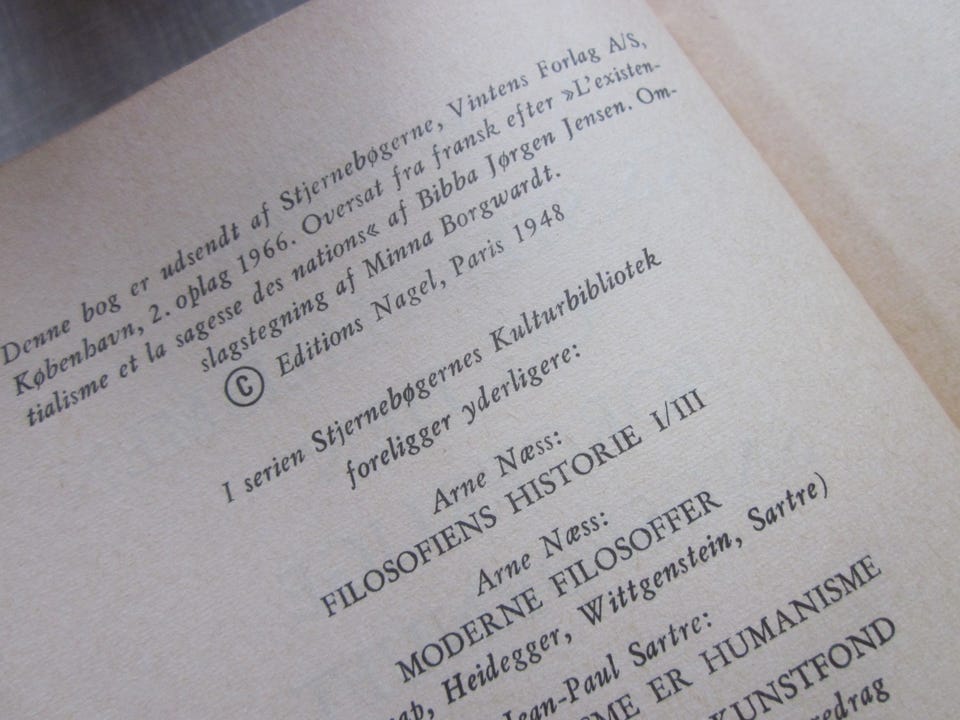 Denne bog er udsendt af Stjernebøgerne, Vintens Forlag A/S,
København, 2. oplag 1966. Oversat fra fransk efter »L'existen-
tialisme et la sagesse des nations« af Bibba Jørgen Jensen. Om-
slagstegning af Minna Borgwardt.
© Editions Nagel, Paris 1948
I serien Stjernebøgernes Kulturbibliotek
foreligger yderligere:
Arne Næss:
FILOSOFIENS HISTORIE I/III
Arne Næss:
MODERNE FILOSOFFER
Heidegger, Wittgenstein, Sartre)
Jean-Paul Sartre:
ER HUMANISME
KUNSTFOND